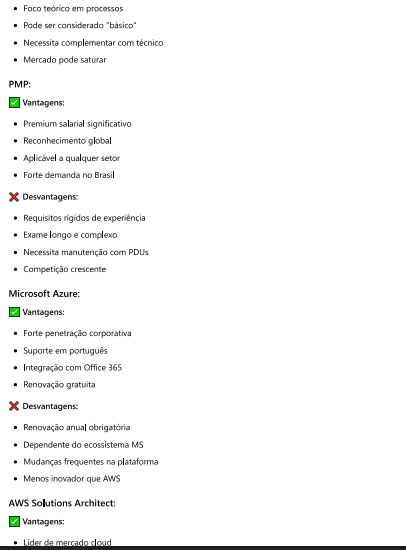 • Foco teórico em processos
• Pode ser considerado "básico"
• Necessita complementar com técnico
• Mercado pode saturar
PMP:
✅ Vantagens:
• Premium salarial significativo
• Reconhecimento global
• Aplicável a qualquer setor
• Forte demanda no Brasil
❌ Desvantagens:
• Requisitos rígidos de experiência
• Exame longo e complexo
• Necessita manutenção com PDUs
• Competição crescente
Microsoft Azure:
✅ Vantagens:
• Forte penetração corporativa
• Suporte em português
• Integração com Office 365
• Renovação gratuita
❌ Desvantagens:
• Renovação anual obrigatória
• Dependente do ecossistema MS
• Mudanças frequentes na plataforma
• Menos inovador que AWS
AWS Solutions Architect:
✅ Vantagens:
• Líder de mercado cloud